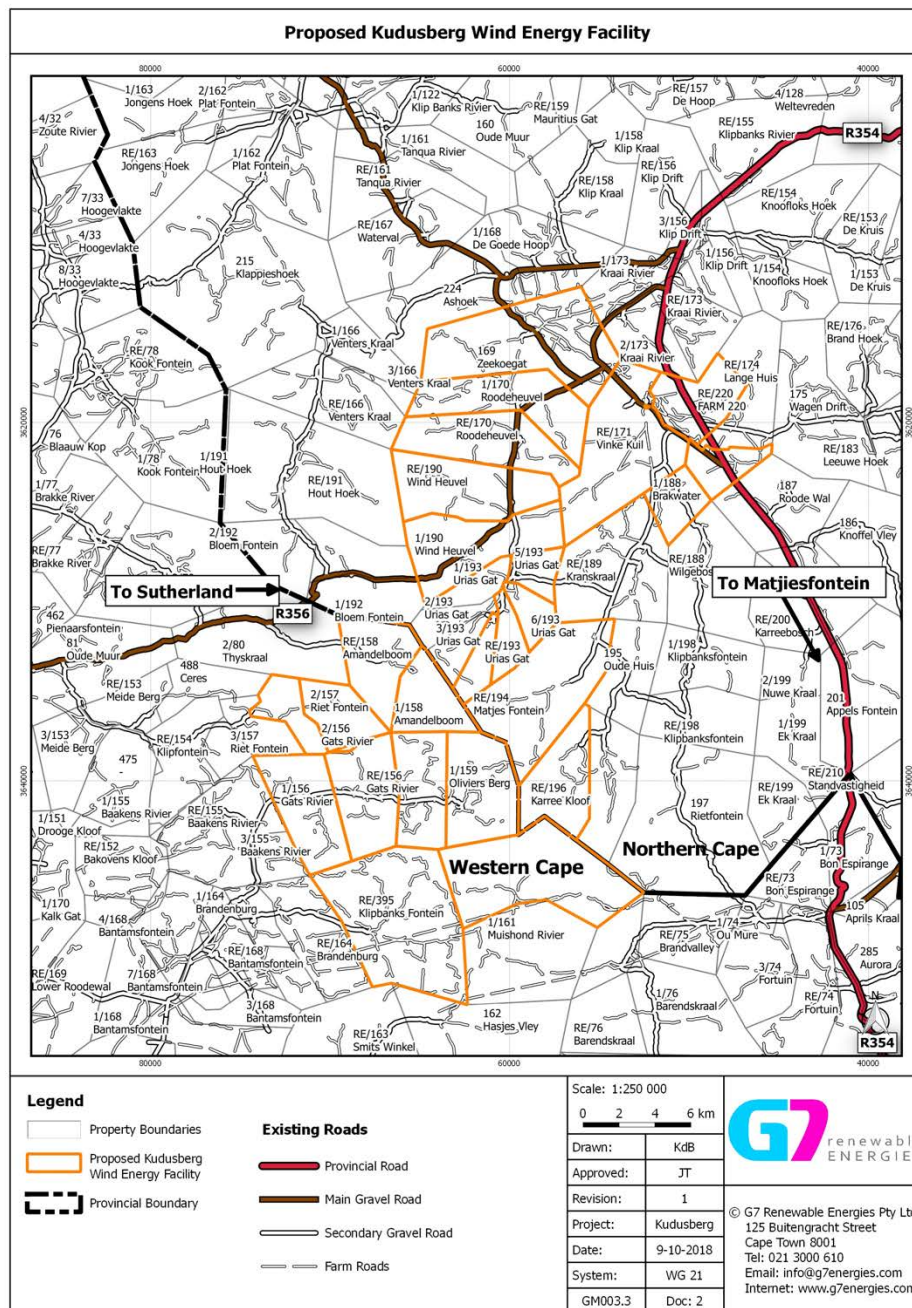 Proposed Kudusberg Wind Energy Facility
80000
60000
40000
1/163
Jongens Hoek
2/162
Plat Fontein
1/122
Klip Banks Rivier
RE/159
Mauritius Gat
RE/157
De Hoop
4/128
Weltevreden
4/32
Zoute Rivier
160
Oude Muur
RE/155
Klipbanks Rivier
R354
RE/163
Jongens Hoek
1/162
Plat Fontein
1/161
Tanqua Rivier
1/158
Klip Kraal
RE/161
Tanqua Rivier
RE/156
Klip Drift
7/33
Hoogevlakte
RE/158
Klip Kraal
RE/154
Knoofloks Hoek
RE/167
Waterval
3/156
Klip Drift
RE/153
De Kruis
4/33
Hoogevlakte
1/168
De Goede Hoop
1/156
Klip Drift
8/33
Hoogevlakte
215
Klappieshoek
1/173
Kraai Rivier
1/154
Knoofloks Hoek
1/153
De Kruis
224
Ashoek
RE/173
Kraai Rivier
1/166
Venters Kraal
RE/176
Brand Hoek
RE/78
Kook Fontein
169
Zeekoegat
2/173
Kraai Rivier
3/166
Venters Kraal
1/170
Roodeheuvel
RE/174
Lange Huis
RE/166
Venters Kraal
RE/220
FARM 220
175
Wagen Drift
3620000
76
Blaauw Kop
RE/170
Roodeheuvel
RE/171
Vinke Kuil
3620000
1/78
Kook Fontein
1/191
Hout Hoek
RE/183
Leeuwe Hoek
1/77
Brakke River
RE/191
Hout Hoek
RE/190
Wind Heuvel
1/188
Brakwater
187
Roode Wal
2/192
Bloem Fontein
1/190
Wind Heuvel
186
Knoffel Vley
RE/77
Brakke River
5/193
Urias Gat
1/193
Urias Gat
RE/189
Kranskraal
RE/188
Wilgebos
To Sutherland
To Matjiesfontein
R356
462
Pienaarsfontein
1/192
Bloem Fontein
2/193
Urias Gat
6/193
Urias Gat
RE/200
Karreebosch
81
Oude Muur
2/80
Thyskraal
RE/158
Amandelboom
3/193
Urias Gat
RE/193
Urias Gat
195
Oude Huis
1/198
Klipbanksfontein
488
Ceres
RE/153
Meide Berg
2/157
Riet Fontein
RE/194
Matjes Fontein
2/199
Nuwe Kraal
201
Appels Fontein
1/158
Amandelboom
3/153
Meide Berg
RE/154
Klipfontein
3/157
Riet Fontein
2/156
Gats Rivier
RE/198
Klipbanksfontein
1/199
Ek Kraal
475
-
3640000
1/156
Gats Rivier
RE/156
Gats Rivier
1/159
Oliviers Berg
RE/196
Karree Kloof
RE/199
Ek Kraal
RE/210
Standvastigheid
3640000
1/155
Baakens Rivier
RE/155
Baakens Rivier
197
Rietfontein
1/151
Drooge Kloof
3/155
Baakens Rivier
1/73
Bon Espirange
RE/152
Bakovens Kloof
Western Cape
Northern Cape
RE/73
Bon Espirange
1/170
Kalk Gat
1/164
Brandenburg
RE/395
Klipbanks Fontein
105
Aprils Kraal
4/168
Bantamsfontein
1/161
Muishond Rivier
1/74
Ou Mure
RE/164
Brandenburg
RE/75
Brandvalley
285
Aurora
RE/168
Bantamsfontein
RE/169
Lower Roodewal
7/168
Bantamsfontein
3/74
Fortuin
1/76
Barendskraal
RE/74
Fortuin
N
3/168
Bantamsfontein
1/168
Bantamsfontein
162
Hasjes Vley
RE/163
Smits Winkel
RE/76
Barendskraal
R354
80000
60000
40000
Legend
Property Boundaries
Proposed Kudusberg
Wind Energy Facility
Provincial Boundary
Existing Roads
Provincial Road
Main Gravel Road
Secondary Gravel Road
Farm Roads
Scale: 1:250 000
0 2 4 6 km
Drawn: KdB
Approved: JT
Revision: 1
Project: Kudusberg
Date: 9-10-2018
System: WG 21
GM003.3 Doc: 2
G7 renewable
ENERGIE
© G7 Renewable Energies Pty Ltd
125 Buitengracht Street
Cape Town 8001
Tel: 021 3000 610
Email: info@g7energies.com
Internet: www.g7energies.com